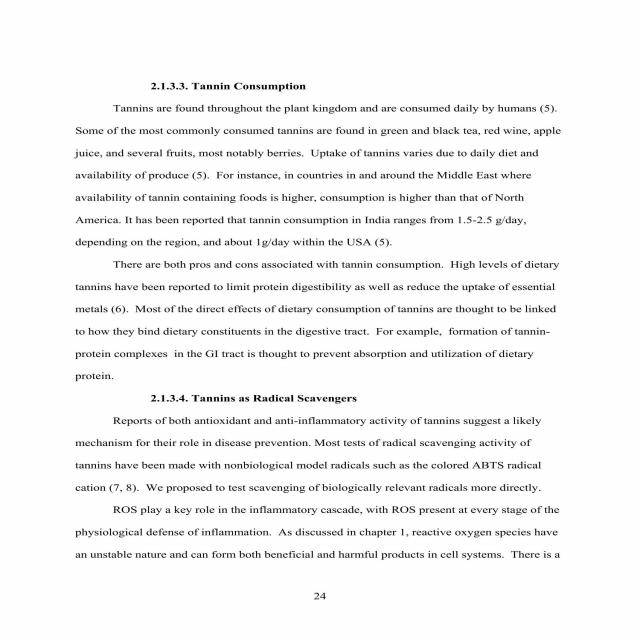 2.1.3.3. Tannin Consumption
Tannins are found throughout the plant kingdom and are consumed daily by humans (5).
Some of the most commonly consumed tannins are found in green and black tea, red wine, apple
juice, and several fruits, most notably berries.  Uptake of tannins varies due to daily diet and
availability of produce (5).  For instance, in countries in and around the Middle East where
availability of tannin containing foods is higher, consumption is higher than that of North
America. It has been reported that tannin consumption in India ranges from 1.5-2.5 g/day,
depending on the region, and about 1g/day within the USA (5).
There are both pros and cons associated with tannin consumption.  High levels of dietary
tannins have been reported to limit protein digestibility as well as reduce the uptake of essential
metals (6).  Most of the direct effects of dietary consumption of tannins are thought to be linked
to how they bind dietary constituents in the digestive tract.  For example,  formation of tannin-
protein complexes  in the GI tract is thought to prevent absorption and utilization of dietary
protein.
2.1.3.4. Tannins as Radical Scavengers
Reports of both antioxidant and anti-inflammatory activity of tannins suggest a likely
mechanism for their role in disease prevention. Most tests of radical scavenging activity of
tannins have been made with nonbiological model radicals such as the colored ABTS radical
cation (7, 8).  We proposed to test scavenging of biologically relevant radicals more directly.
ROS play a key role in the inflammatory cascade, with ROS present at every stage of the
physiological defense of inflammation.  As discussed in chapter 1, reactive oxygen species have
an unstable nature and can form both beneficial and harmful products in cell systems.  There is a
24